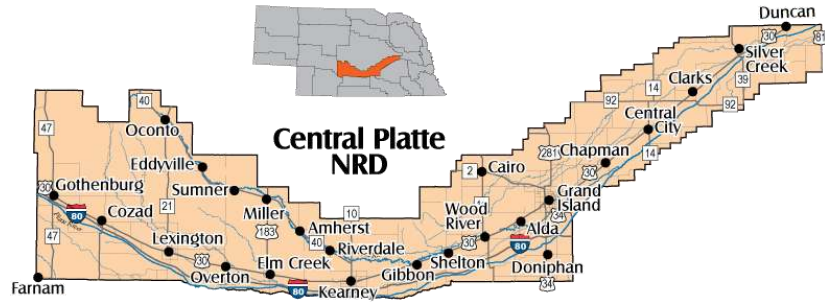 Duncan
30
81
Silver
Creek
39
Clarks
14
92
92
Central
City
14
40
47
Oconto
Central Platte
NRD
281
Chapman
30
Eddyville
2
Cairo
30
Gothenburg
Sumner
Grand
Island
80
Cozad
21
Miller
10
Wood
River
34
Alda
47
183
Amherst
40
Riverdale
30
80
Lexington
30
Elm Creek
Shelton
Doniphan
Overton
Gibbon
Farnam
80
Kearney
34